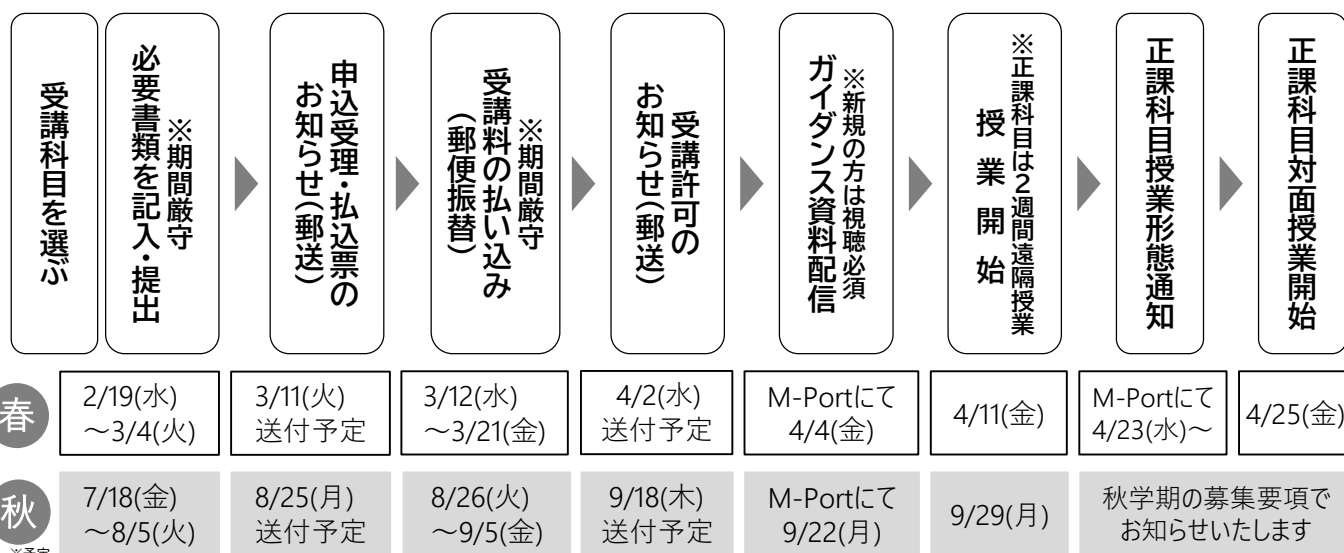 受講科目を選ぶ
※期間厳守
必要書類を記入・提出
申込受理・払込票の
お知らせ(郵送)
※期間厳守
受講料の払い込み
(郵便振替)
受講許可の
お知らせ(郵送)
※新規の方は視聴必須
ガイダンス資料配信
※正課科目は2週間遠隔授業
授業開始
正課科目授業形態通知
正課科目対面授業開始
春
2/19(水)
～3/4(火)
3/11(火)
送付予定
3/12(水)
～3/21(金)
4/2(水)
送付予定
M-Portにて
4/4(金)
4/11(金)
M-Portにて
4/23(水)～
4/25(金)
秋
※予定
7/18(金)
～8/5(火)
8/25(月)
送付予定
8/26(火)
～9/5(金)
9/18(木)
送付予定
M-Portにて
9/22(月)
9/29(月)
秋学期の募集要項で
お知らせいたします